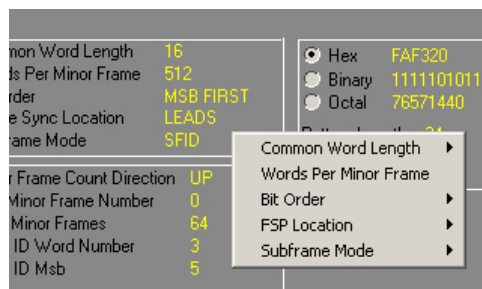 mon Word Length 16
ds Per Minor Frame 512
rder MSB FIRST
e Sync Location LEADS
rame Mode SFID
Hex FAF320
Binary 1111101011
Octal 76571440
Common Word Length
Words Per Minor Frame
Bit Order
FSP Location
Subframe Mode
r Frame Count Direction UP
Minor Frame Number 0
Minor Frames 64
ID Word Number 3
ID Msb 5